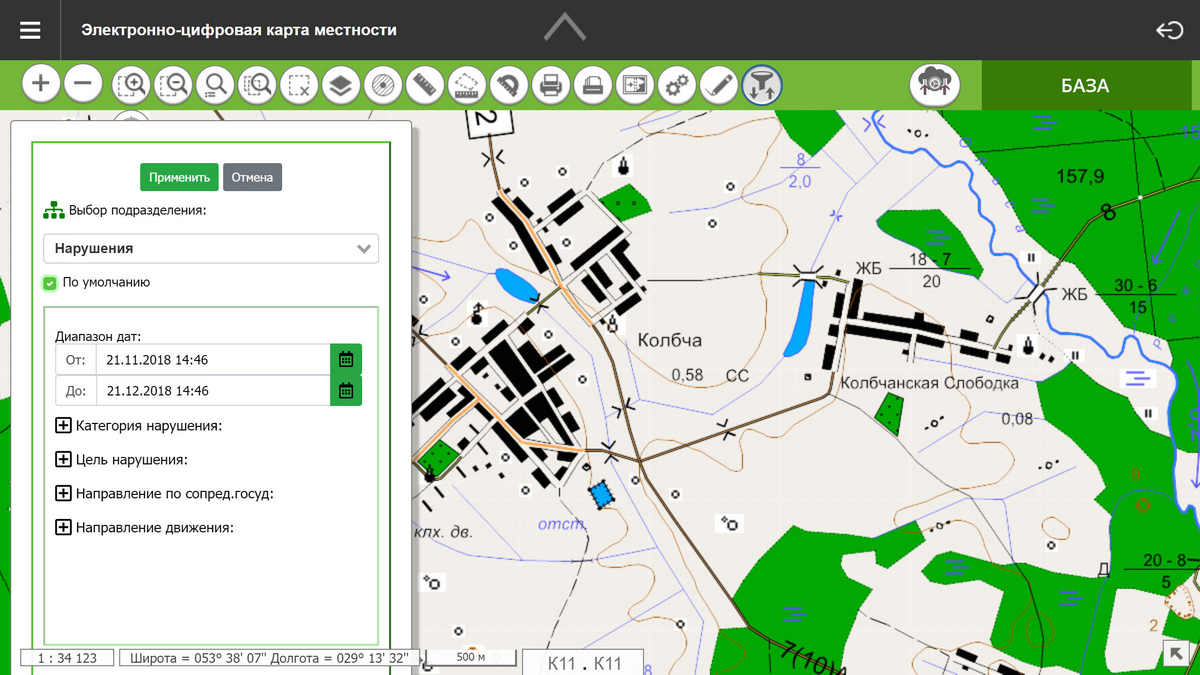 Электронно-цифровая карта местности
БАЗА
Применить Отмена
Выбор подразделения:
Нарушения
По умолчанию
Диапазон дат:
От: 21.11.2018 14:46
До: 21.12.2018 14:46
Категория нарушения:
Цель нарушения:
Направление по сопред.госуд:
Направление движения:
2
8
2,0
157,9
8
ЖБ 18 - 7
20
ЖБ 30 - 6
15
Колбча
0,58 СС
Колбчанская Слободка
0,08
8
отст.
клх. дв.
Д 20 - 8
5
2
7(10)
1 : 34 123
Широта = 053° 38' 07" Долгота = 029° 13' 32"
500 м
К11 . К11
8